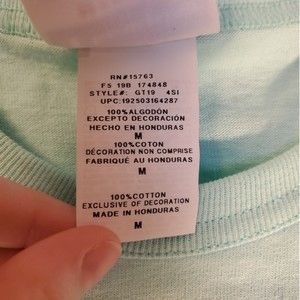 RN#15763
F5 19B 174848
STYLE#: GT19 4SI
UPC:192503164287
100%ALGODÓN
EXCEPTO DECORACIÓN
HECHO EN HONDURAS
M
100%COTON
DÉCORATION NON COMPRISE
FABRIQUÉ AU HONDURAS
M
100%COTTON
EXCLUSIVE OF DECORATION
MADE IN HONDURAS
M